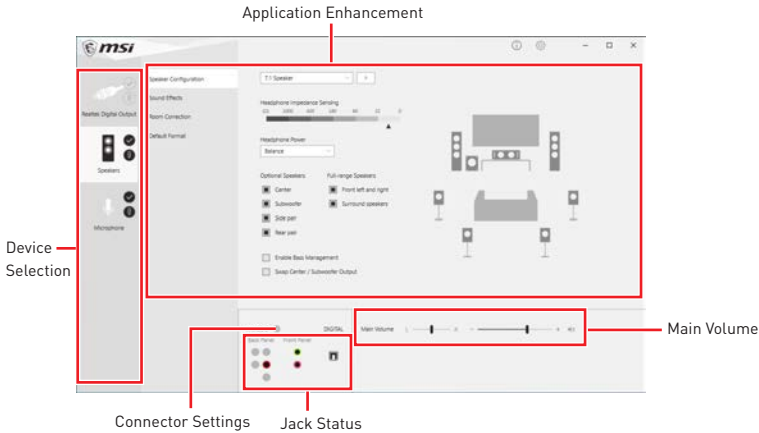 Application Enhancement
msi
Speaker Configuration
7.1 Speaker
Sound Effects
Room Correction
Default Format
Realtek Digital Output
Speakers
Microphone
Headphone Impedance Sensing
Headphone Power
Balance
Optional Speakers
Full-range Speakers
Center
Front left and right
Subwoofer
Surround speakers
Side pair
Rear pair
Enable Bass Management
Swap Center / Subwoofer Output
Device
Selection
DIGITAL
Main Volume
L
R
Back Panel
Front Panel
Main Volume
Connector Settings
Jack Status